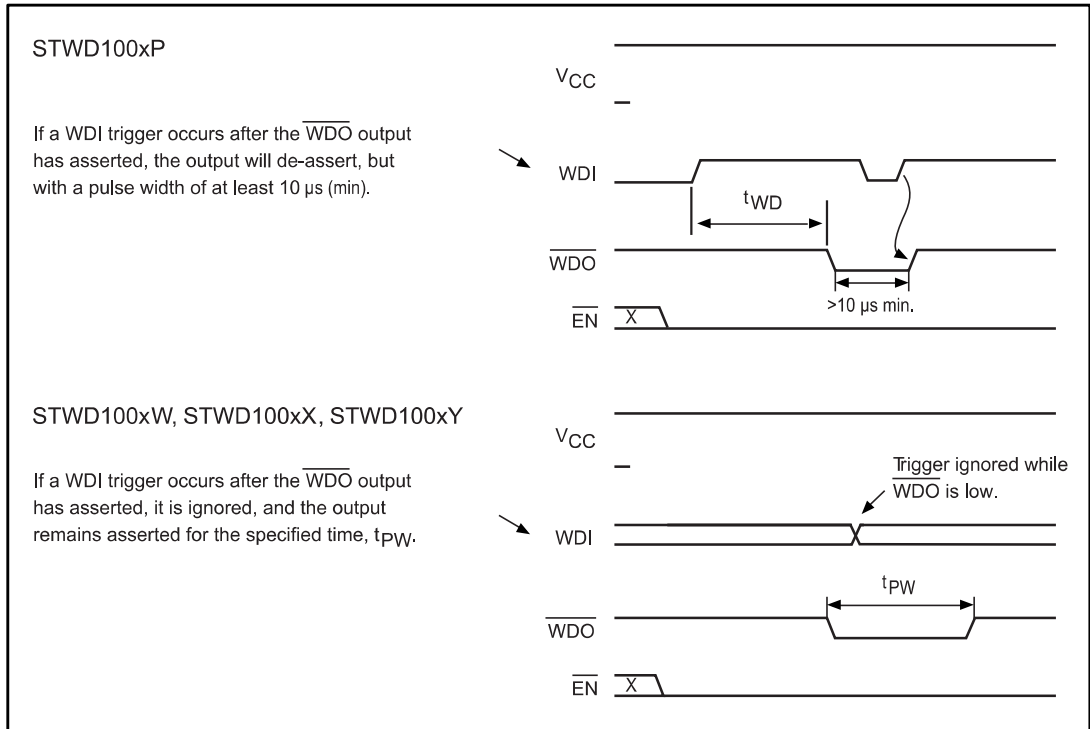 STWD100xP
VCC
If a WDI trigger occurs after the WDO output
has asserted, the output will de-assert, but
with a pulse width of at least 10 µs (min).
WDI
tWD
WDO
>10 µs min.
EN
X
STWD100xW, STWD100xX, STWD100xY
VCC
If a WDI trigger occurs after the WDO output
has asserted, it is ignored, and the output
remains asserted for the specified time, tPW.
Trigger ignored while
WDO is low.
WDI
tPW
WDO
EN
X